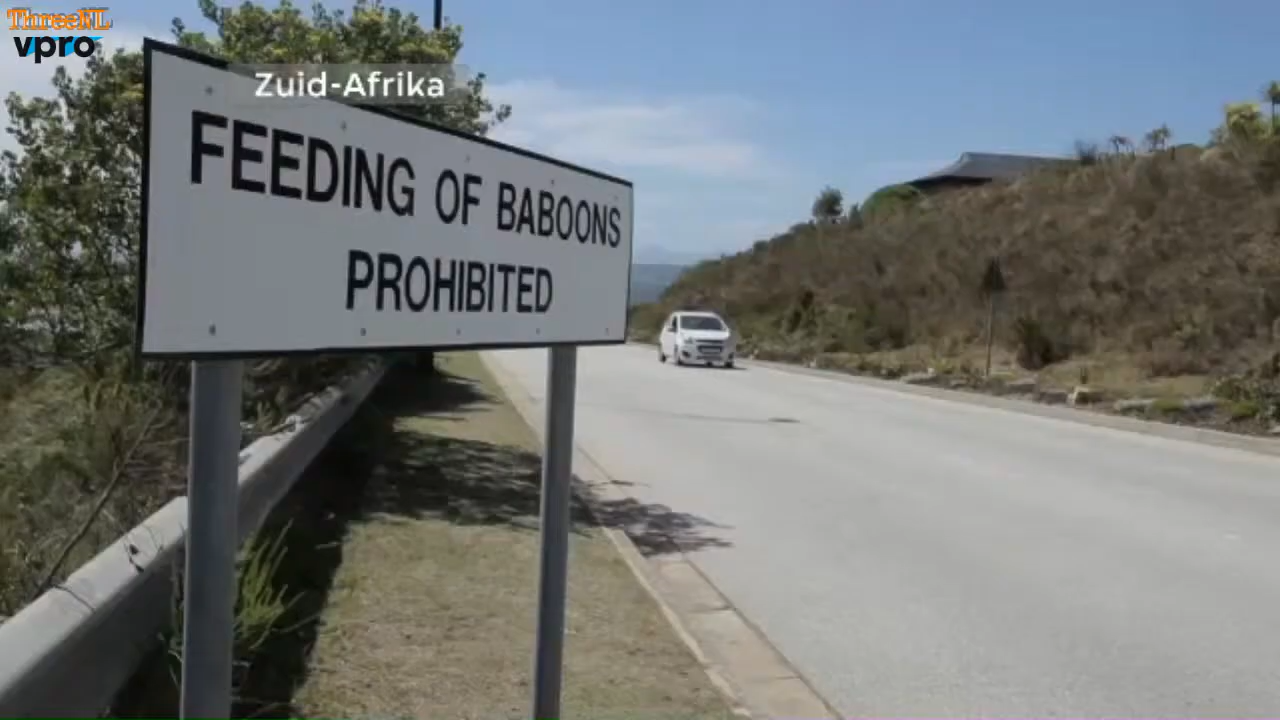 ThreeNL
vpro
Zuid-Afrika
FEEDING OF BABOONS
PROHIBITED